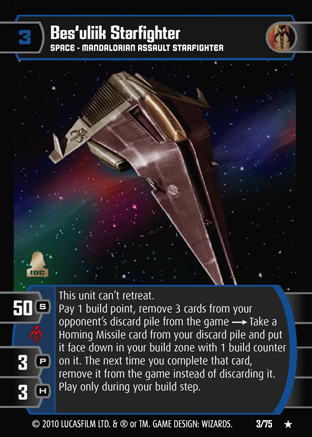 3
Bes'uliik Starfighter
SPACE - MANDALORIAN ASSAULT STARFIGHTER
IDC
50 S
3 P
3 H
This unit can't retreat.
Pay 1 build point, remove 3 cards from your
opponent's discard pile from the game → Take a
Homing Missile card from your discard pile and put
it face down in your build zone with 1 build counter
on it. The next time you complete that card,
remove it from the game instead of discarding it.
Play only during your build step.
© 2010 LUCASFILM LTD. & ® or TM. GAME DESIGN: WIZARDS. 3/75 ★